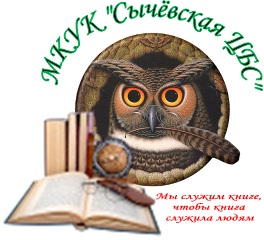 МКУК "Сычёвская ЦБС"
Мы служим книге,
чтобы книга
служила людям